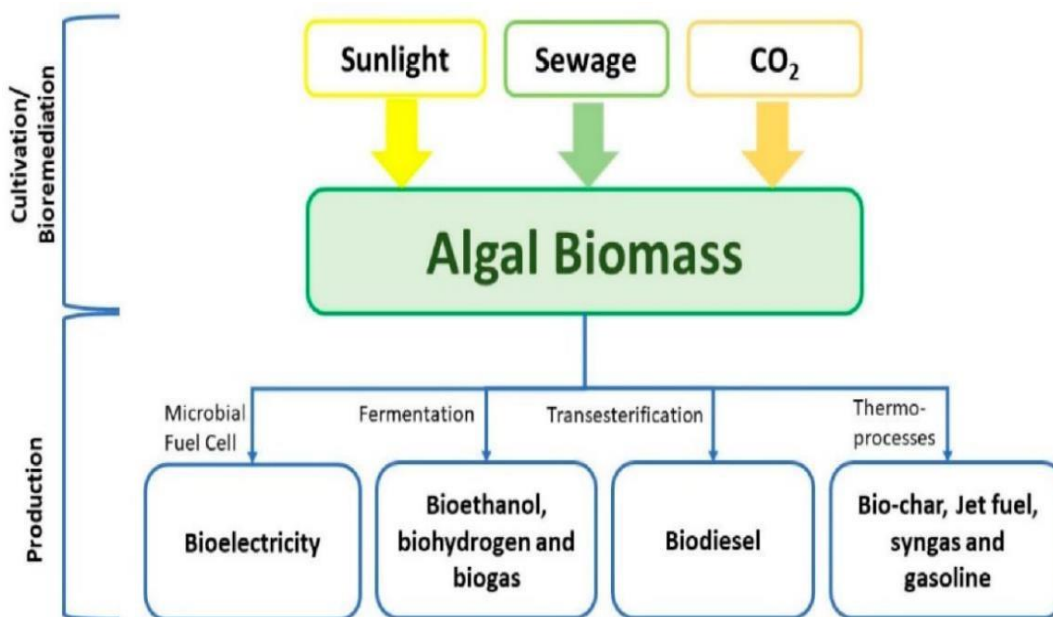 Cultivation/
Bioremediation
Sunlight
Sewage
CO₂
Algal Biomass
Production
Microbial
Fuel Cell
Fermentation
Transesterification
Thermo-
processes
Bioelectricity
Bioethanol,
biohydrogen and
biogas
Biodiesel
Bio-char, Jet fuel,
syngas and
gasoline